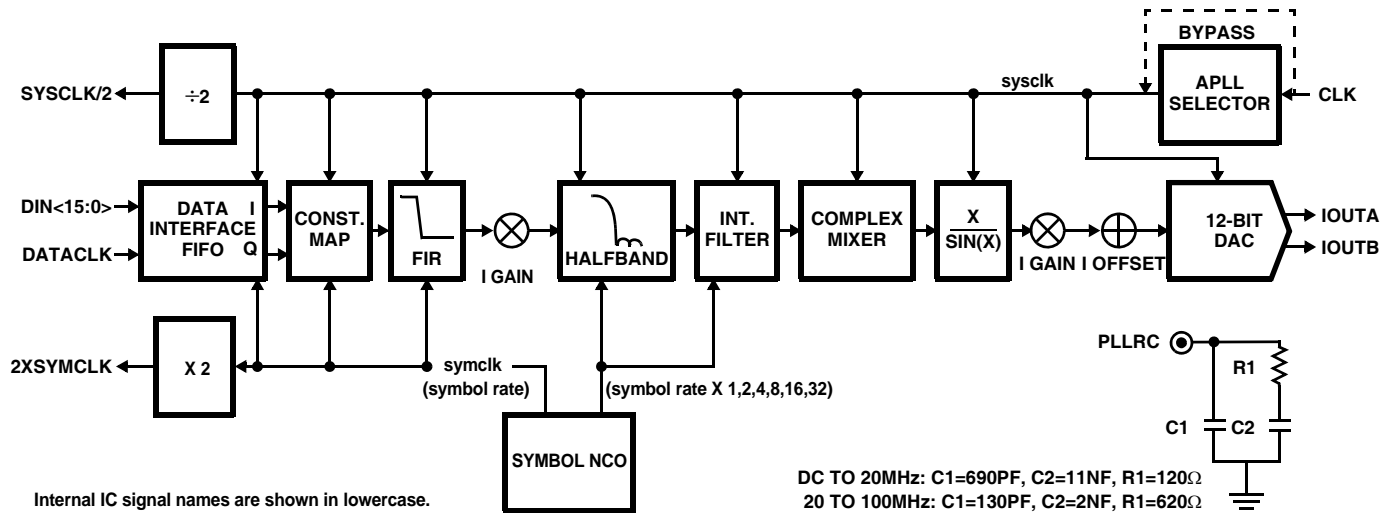 BYPASS
SYSCLK/2
÷2
sysclk
APLL
SELECTOR
CLK
DIN<15:0>
DATACLK
DATA I
INTERFACE
FIFO Q
CONST.
MAP
FIR
I GAIN
HALFBAND
INT.
FILTER
COMPLEX
MIXER
X
SIN(X)
I GAIN
I OFFSET
12-BIT
DAC
IOUTA
IOUTB
2XSYMCLK
X 2
symclk
(symbol rate)
(symbol rate X 1,2,4,8,16,32)
SYMBOL NCO
PLLRC
R1
C1
C2
DC TO 20MHz: C1=690PF, C2=11NF, R1=120Ω
20 TO 100MHz: C1=130PF, C2=2NF, R1=620Ω
Internal IC signal names are shown in lowercase.